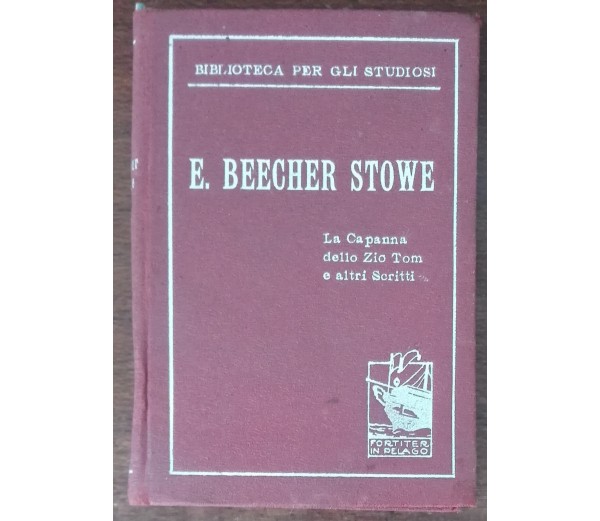 BIBLIOTECA PER GLI STUDIOSI
E. BEECHER STOWE
La Capanna
dello Zio Tom
e altri Scritti
FORTITER
IN PELAGO